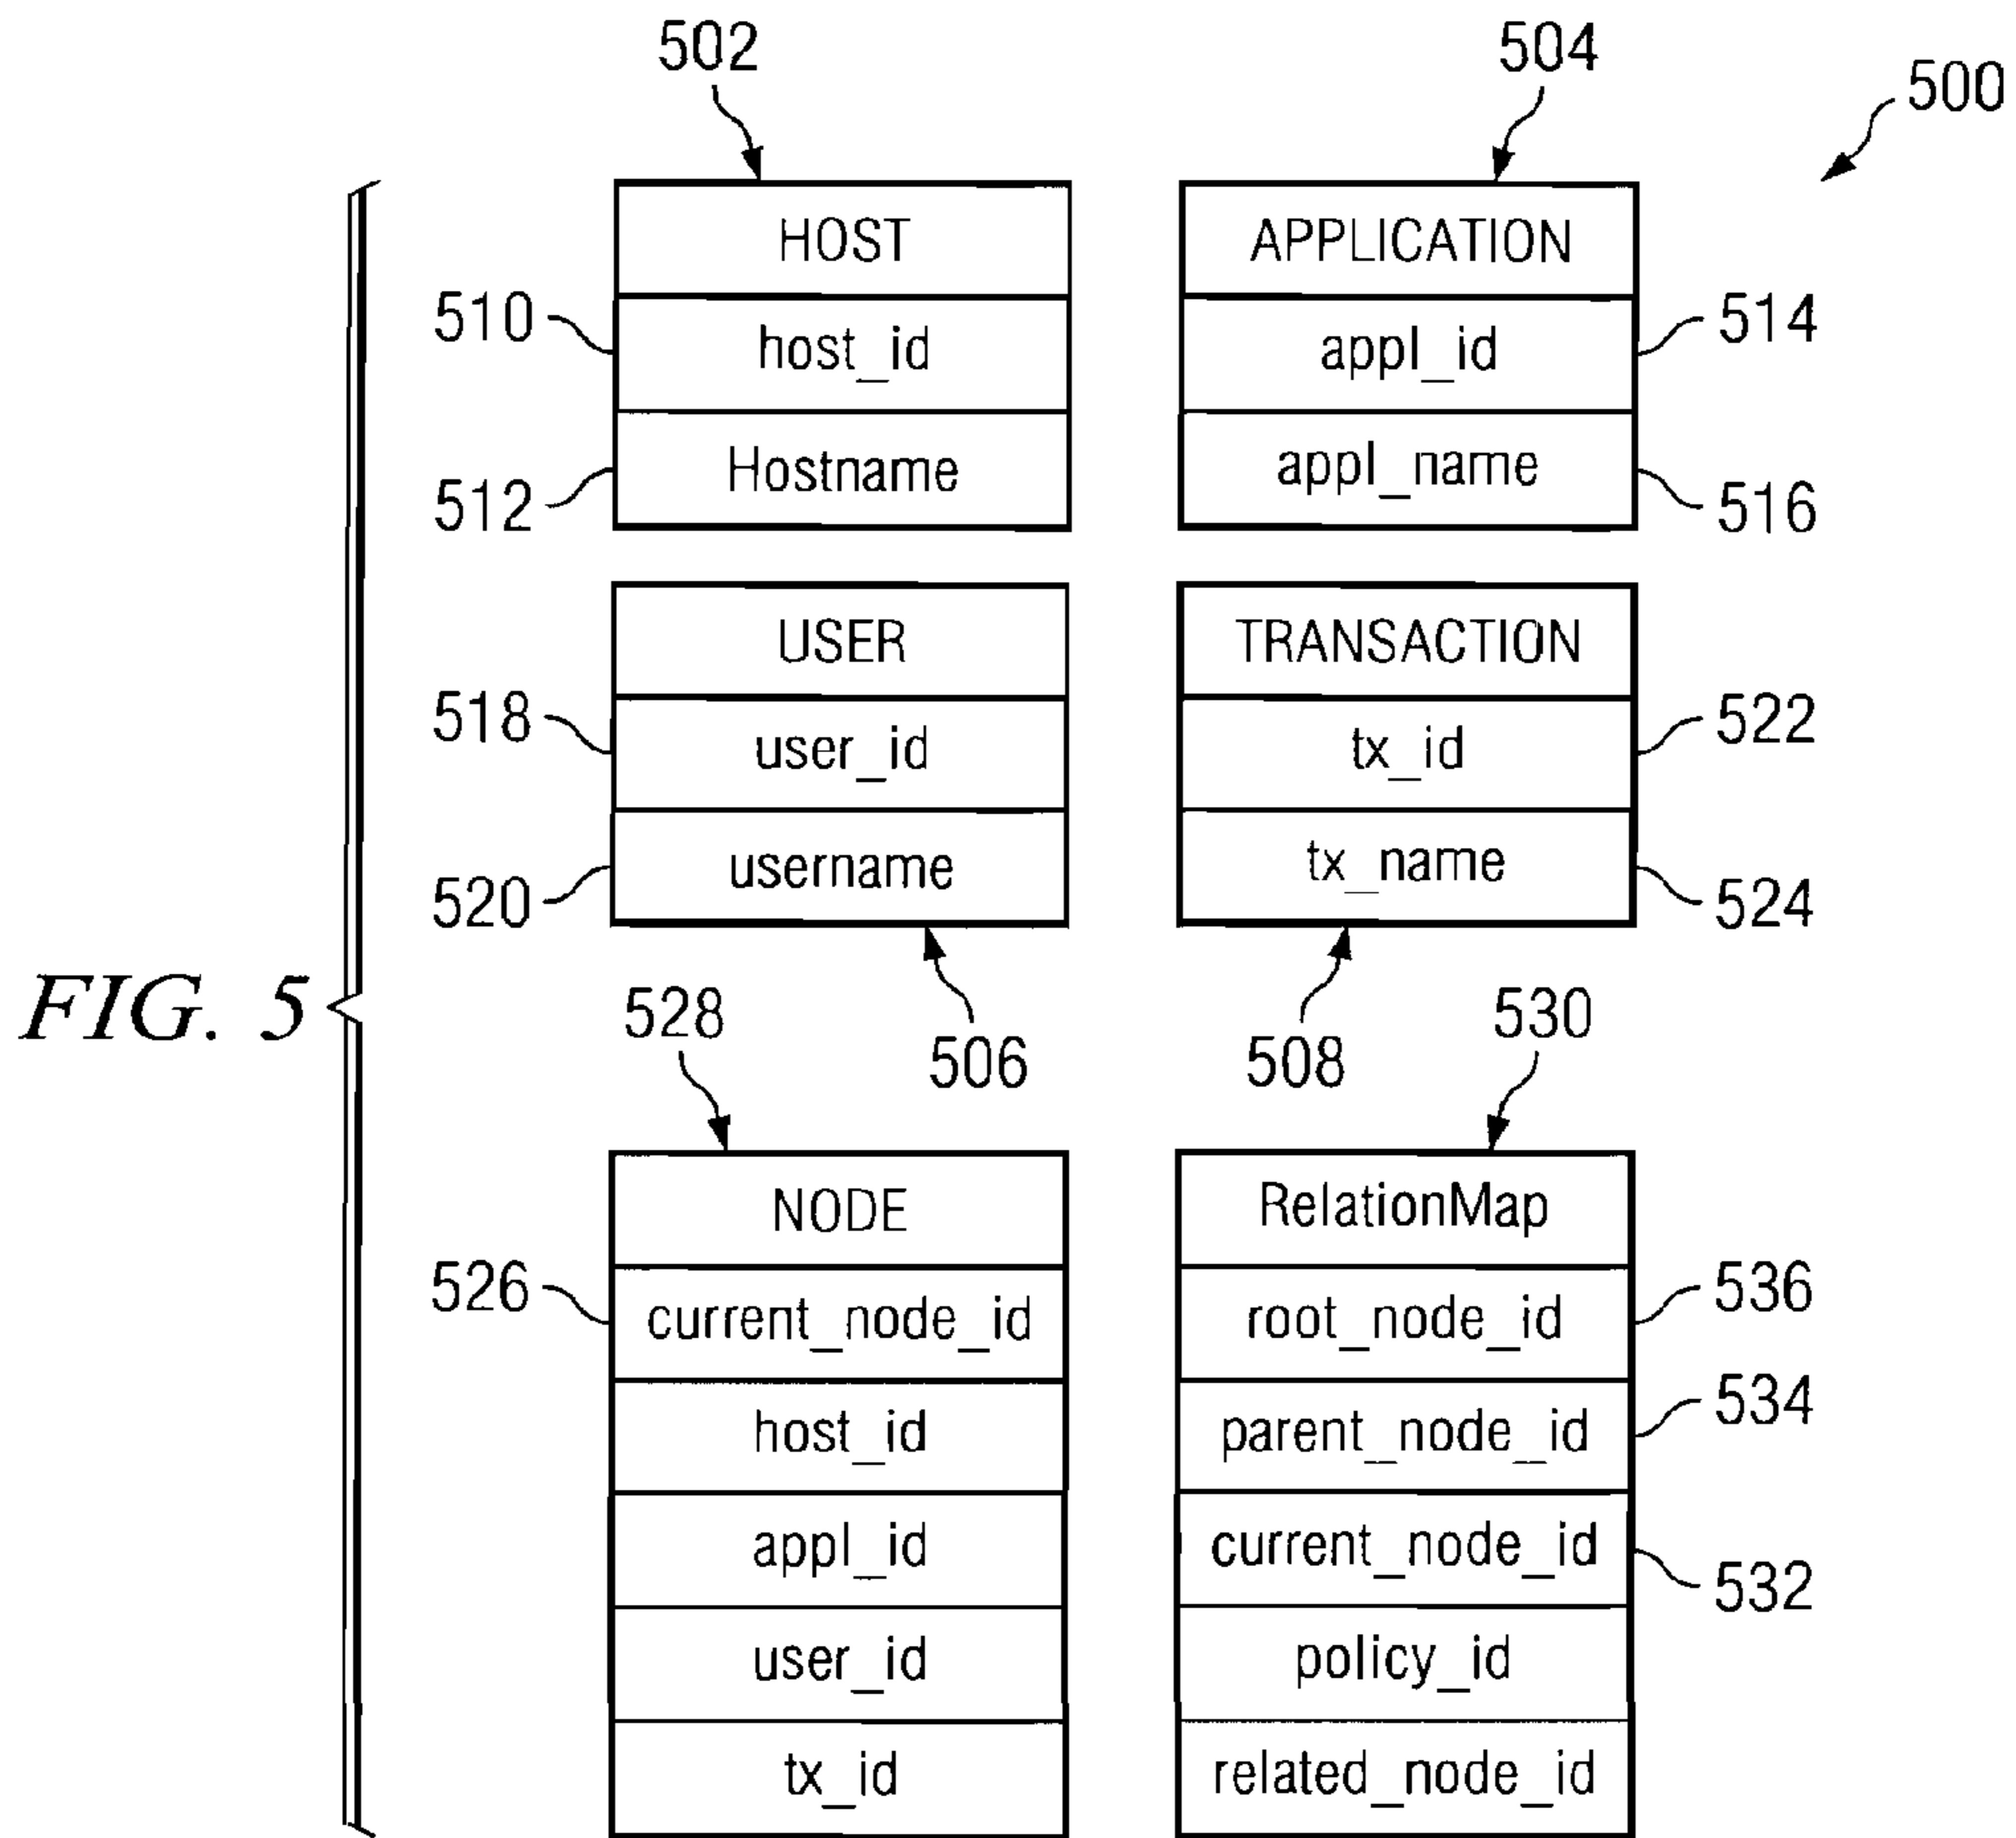 502
504
500
HOST
APPLICATION
510
host_id
appl_id
514
512
Hostname
appl_name
516
USER
TRANSACTION
518
user_id
tx_id
522
520
username
tx_name
524
FIG. 5
528
506
508
530
NODE
RelationMap
526
current_node_id
root_node_id
536
host_id
parent_node_id
534
appl_id
current_node_id
532
user_id
policy_id
tx_id
related_node_id